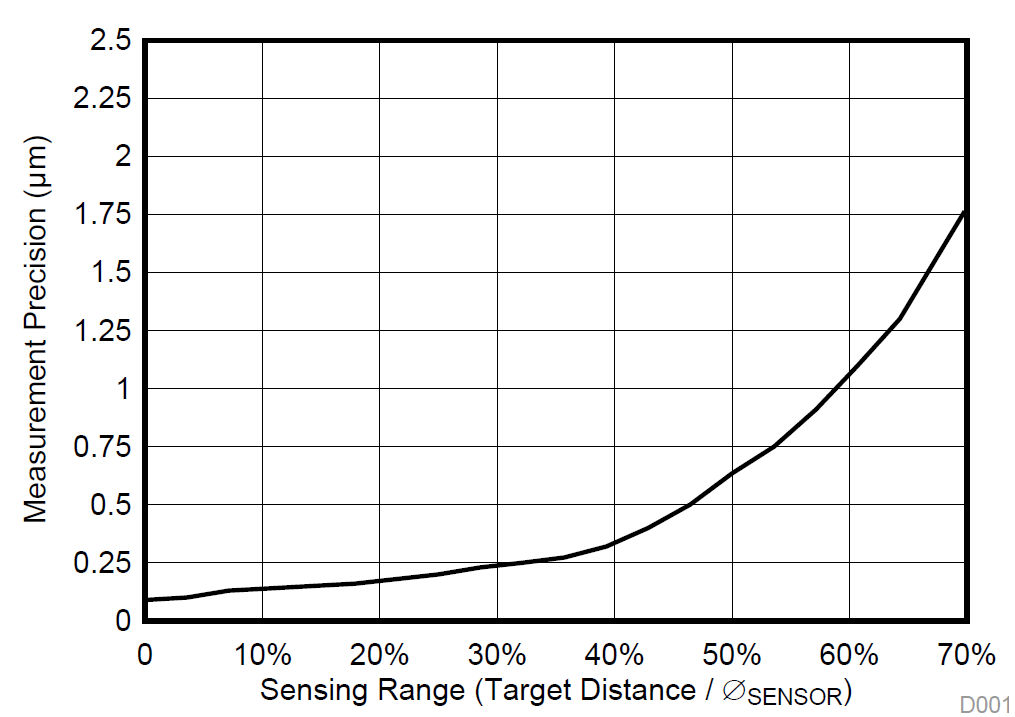 2.5
2.25
2
1.75
1.5
1.25
1
0.75
0.5
0.25
0
Measurement Precision (µm)
0 10% 20% 30% 40% 50% 60% 70%
Sensing Range (Target Distance / ∅SENSOR)
D001